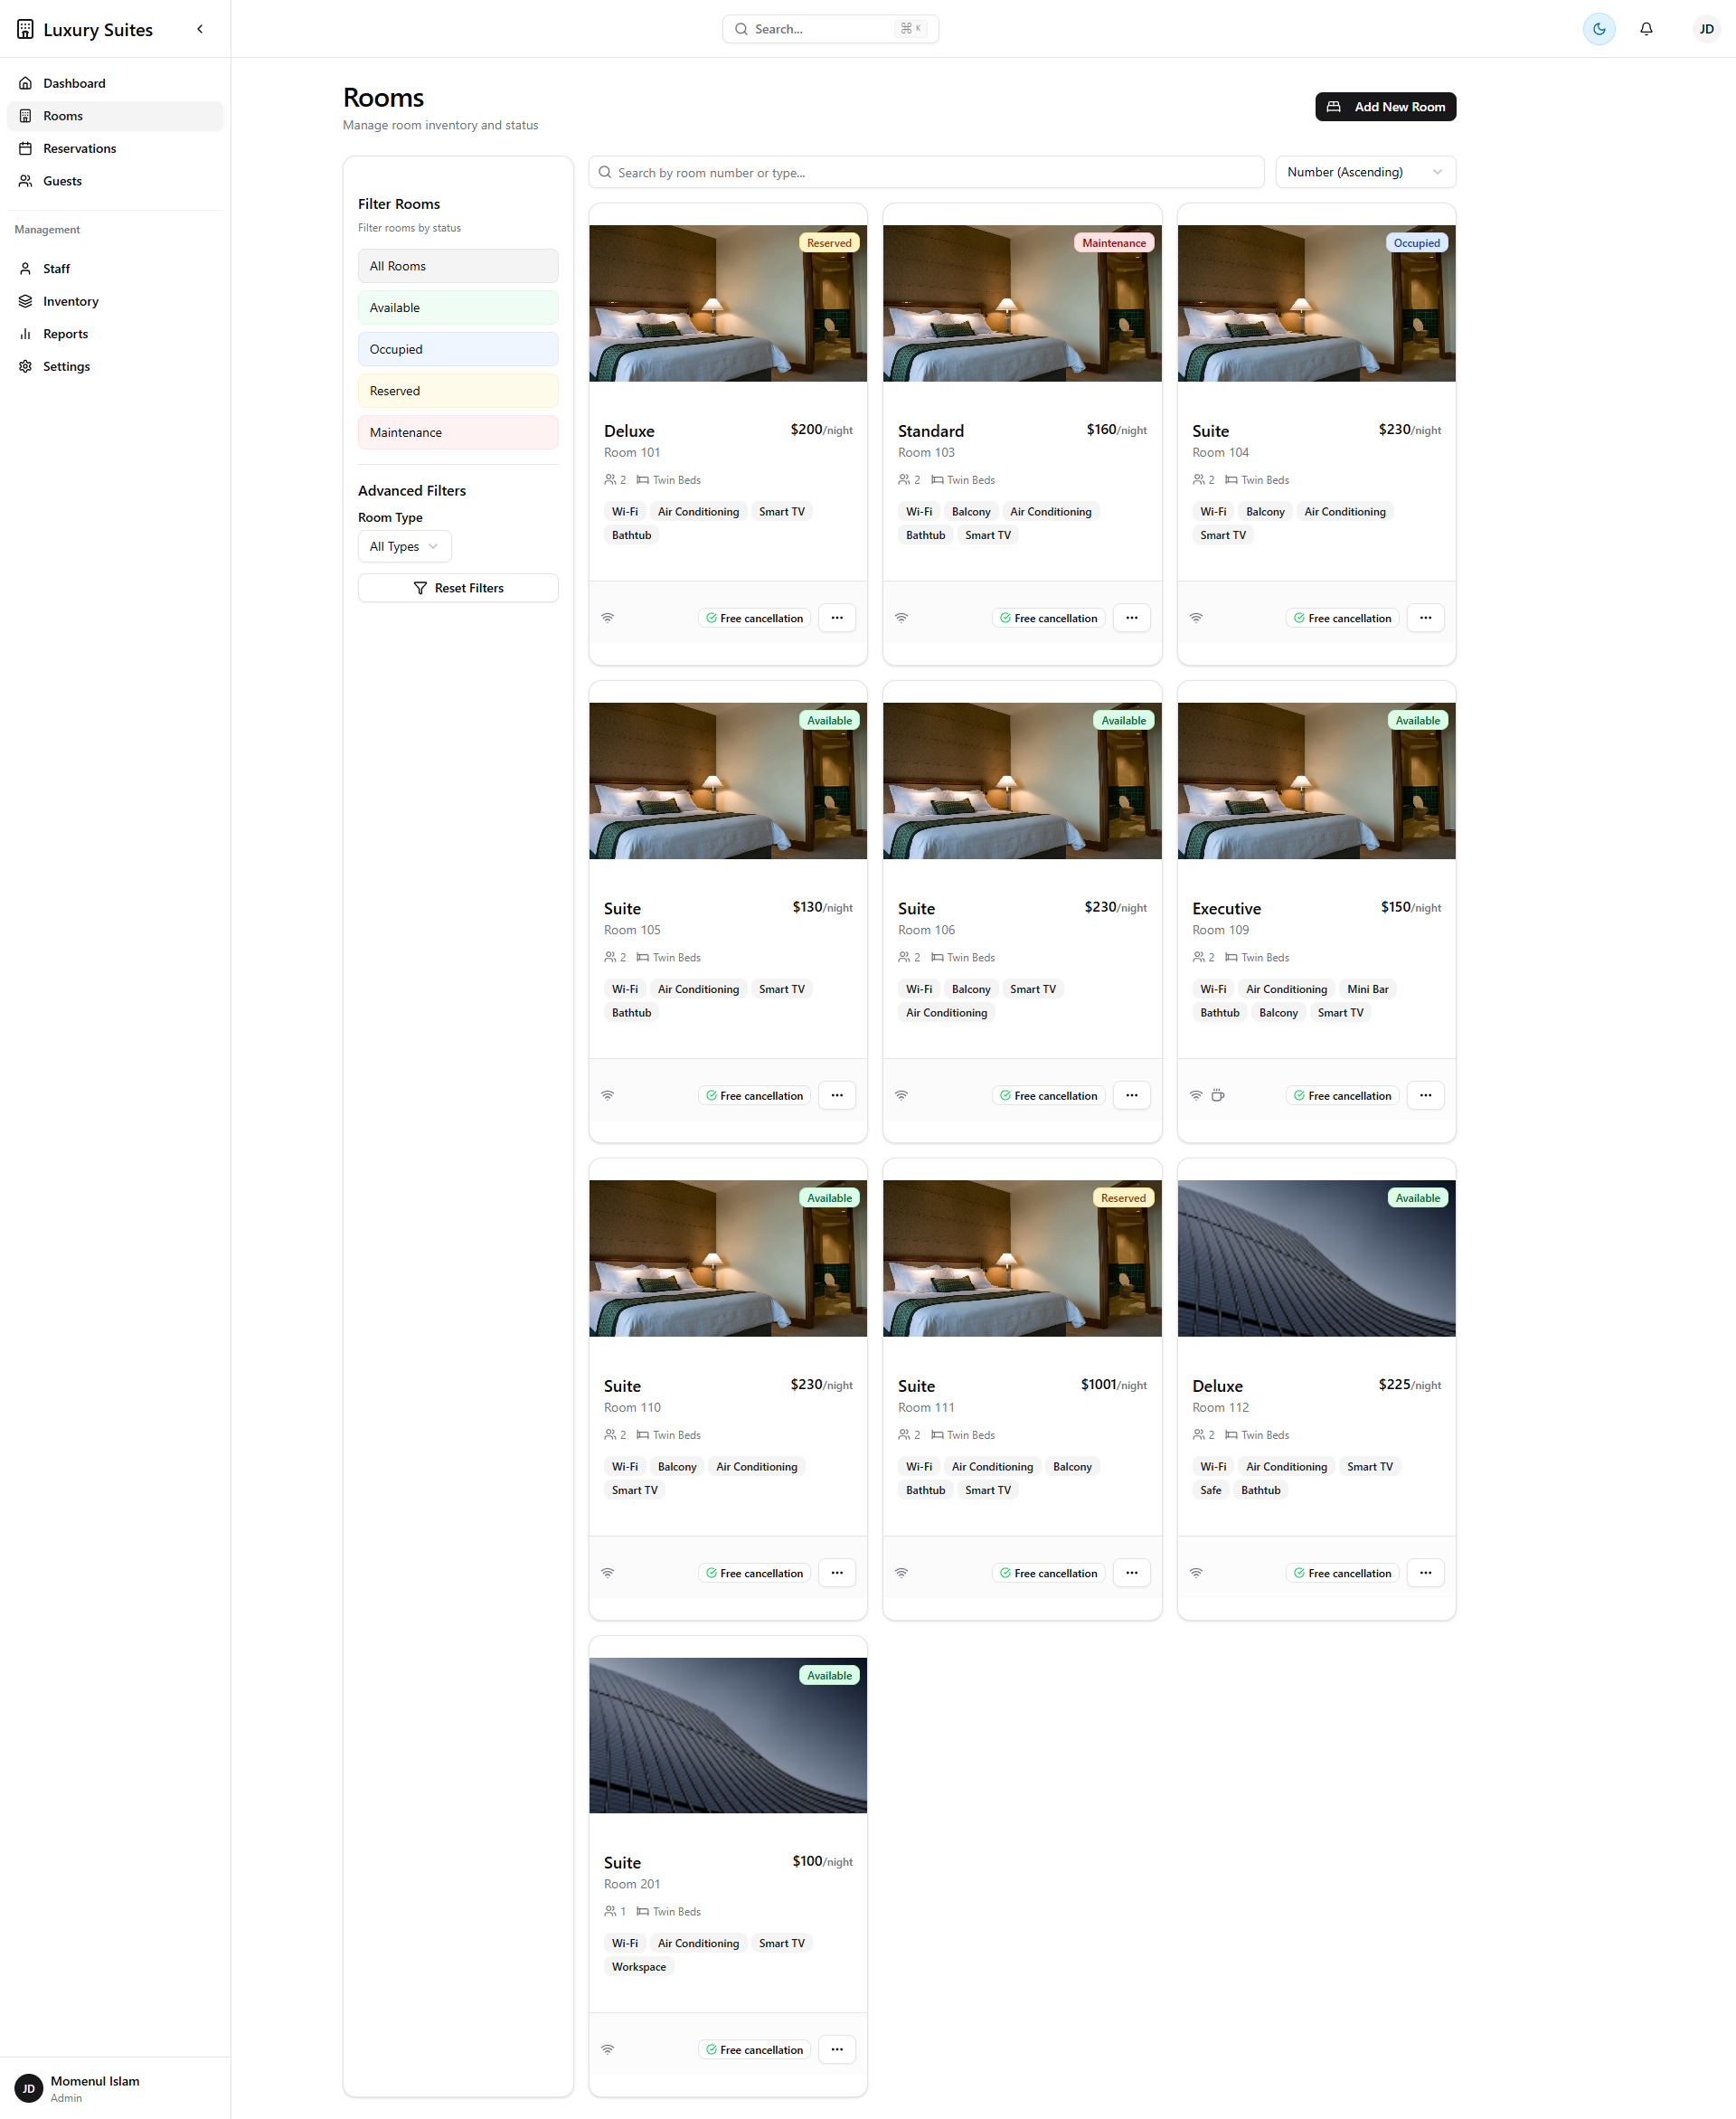 Luxury Suites
Search...
⌘ K
JD
Dashboard
Rooms
Reservations
Guests
Management
Staff
Inventory
Reports
Settings
Rooms
Manage room inventory and status
Add New Room
Filter Rooms
Filter rooms by status
All Rooms
Available
Occupied
Reserved
Maintenance
Advanced Filters
Room Type
All Types
Reset Filters
Search by room number or type...
Number (Ascending)
Reserved
Deluxe
$200/night
Room 101
2 Twin Beds
Wi-Fi Air Conditioning Smart TV
Bathtub
Free cancellation
Maintenance
Standard
$160/night
Room 103
2 Twin Beds
Wi-Fi Balcony Air Conditioning
Bathtub Smart TV
Free cancellation
Occupied
Suite
$230/night
Room 104
2 Twin Beds
Wi-Fi Balcony Air Conditioning
Smart TV
Free cancellation
Available
Suite
$130/night
Room 105
2 Twin Beds
Wi-Fi Air Conditioning Smart TV
Bathtub
Free cancellation
Available
Suite
$230/night
Room 106
2 Twin Beds
Wi-Fi Balcony Smart TV
Air Conditioning
Free cancellation
Available
Executive
$150/night
Room 109
2 Twin Beds
Wi-Fi Air Conditioning Mini Bar
Bathtub Balcony Smart TV
Free cancellation
Available
Suite
$230/night
Room 110
2 Twin Beds
Wi-Fi Balcony Air Conditioning
Smart TV
Free cancellation
Reserved
Suite
$1001/night
Room 111
2 Twin Beds
Wi-Fi Air Conditioning Balcony
Bathtub Smart TV
Free cancellation
Available
Deluxe
$225/night
Room 112
2 Twin Beds
Wi-Fi Air Conditioning Smart TV
Safe Bathtub
Free cancellation
Available
Suite
$100/night
Room 201
1 Twin Beds
Wi-Fi Air Conditioning Smart TV
Workspace
Free cancellation
JD
Momenul Islam
Admin